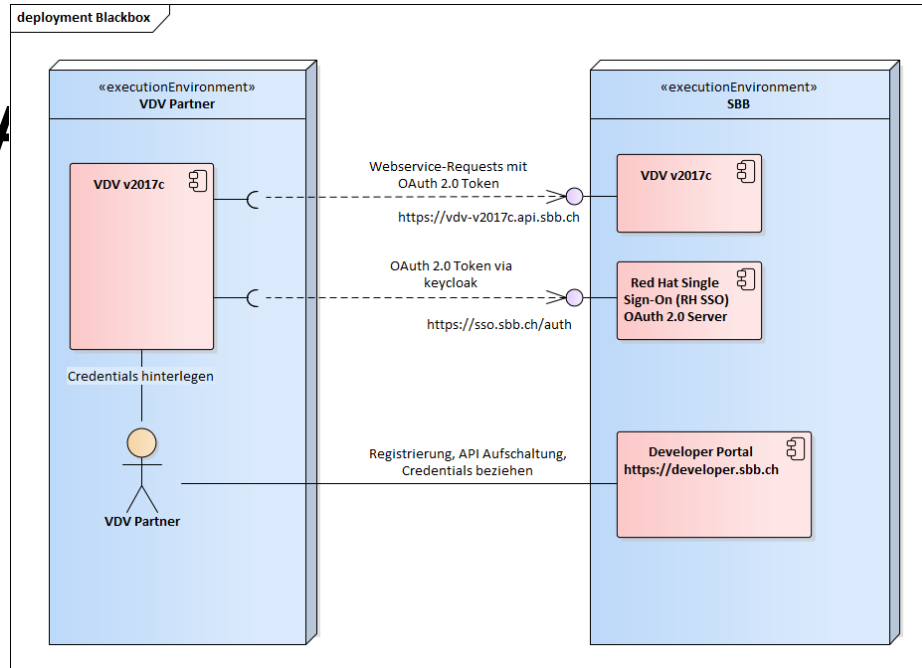 deployment Blackbox
«executionEnvironment»
VDV Partner
«executionEnvironment»
SBB
VDV v2017c
Webservice-Requests mit
OAuth 2.0 Token
https://vdv-v2017c.api.sbb.ch
VDV v2017c
OAuth 2.0 Token via
keycloak
https://sso.sbb.ch/auth
Red Hat Single
Sign-On (RH SSO)
OAuth 2.0 Server
Credentials hinterlegen
VDV Partner
Registrierung, API Aufschaltung,
Credentials beziehen
Developer Portal
https://developer.sbb.ch